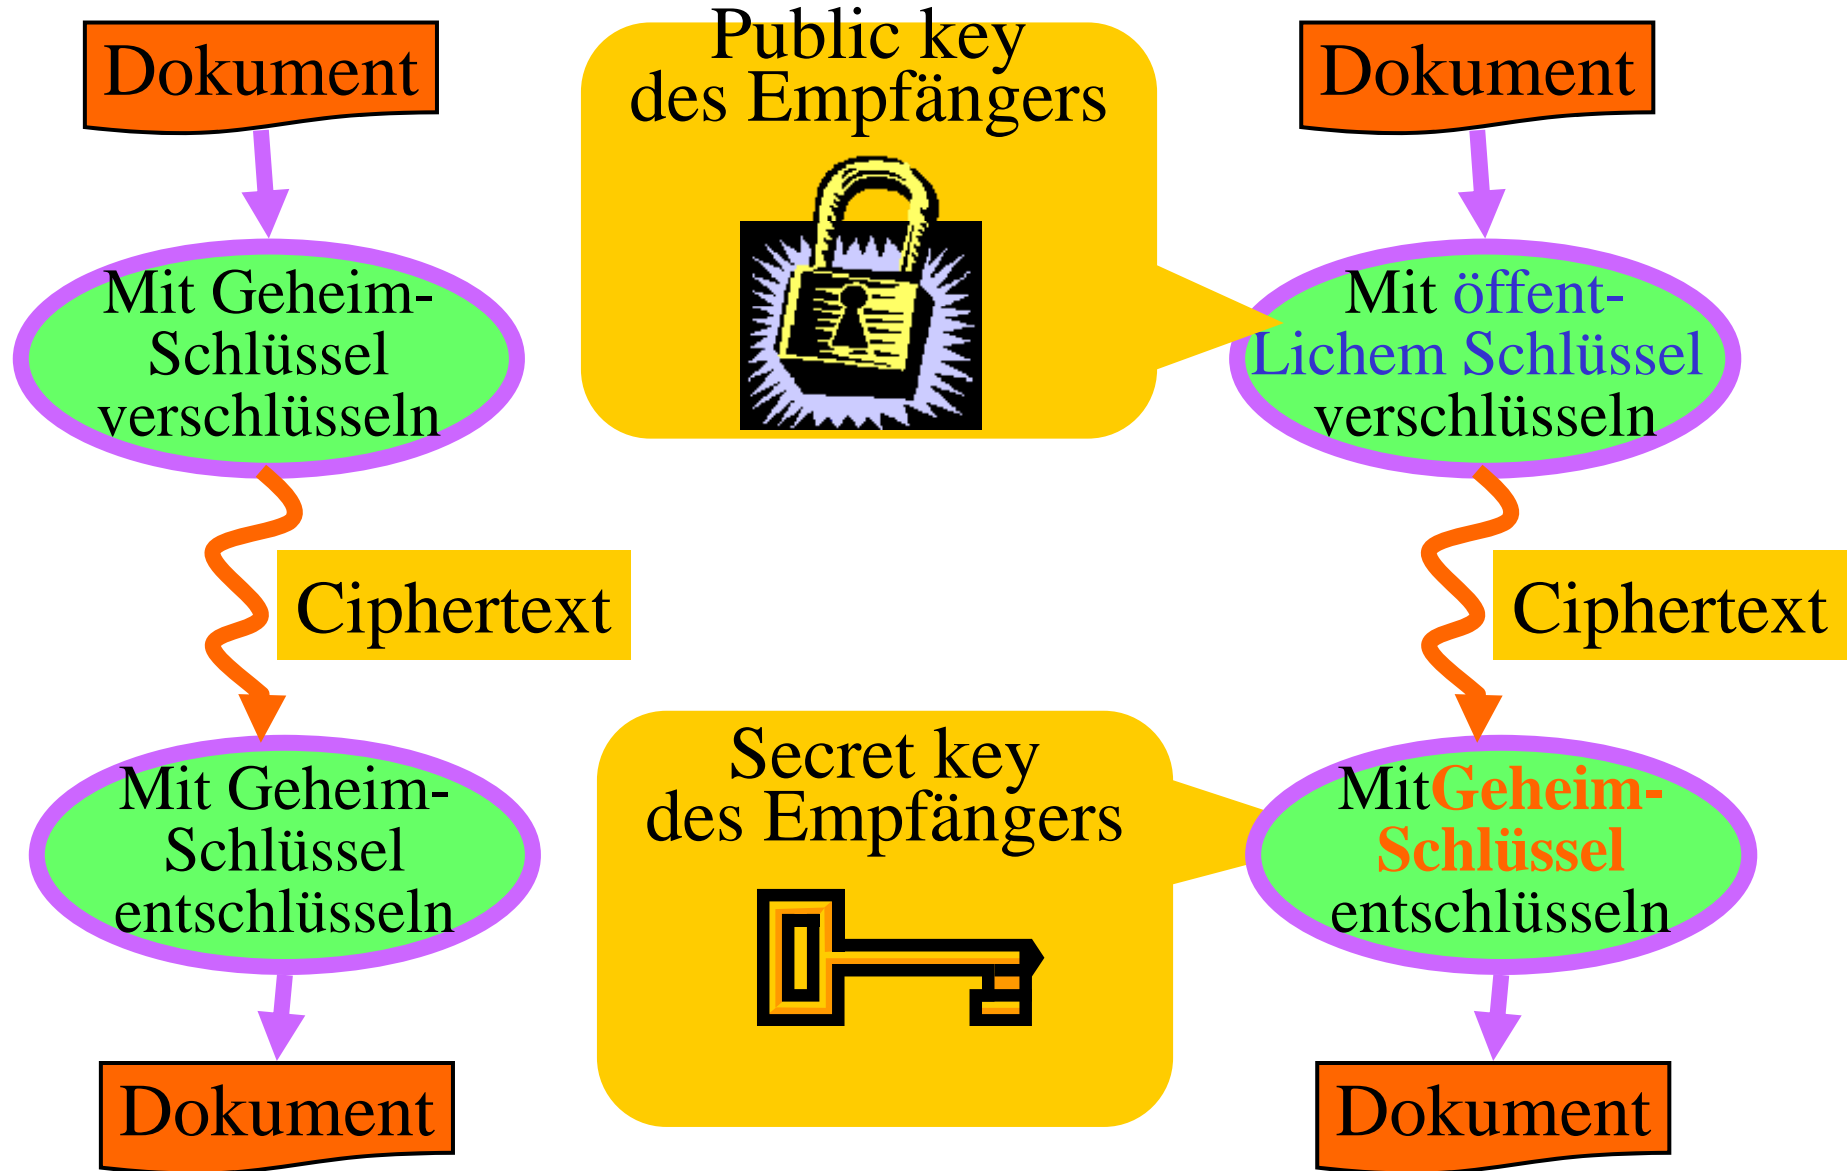 Dokument
Mit Geheim-
Schlüssel
verschlüsseln
Ciphertext
Mit Geheim-
Schlüssel
entschlüsseln
Dokument
Public key
des Empfängers
Secret key
des Empfängers
Dokument
Mit öffent-
Lichem Schlüssel
verschlüsseln
Ciphertext
MitGeheim-
Schlüssel
entschlüsseln
Dokument